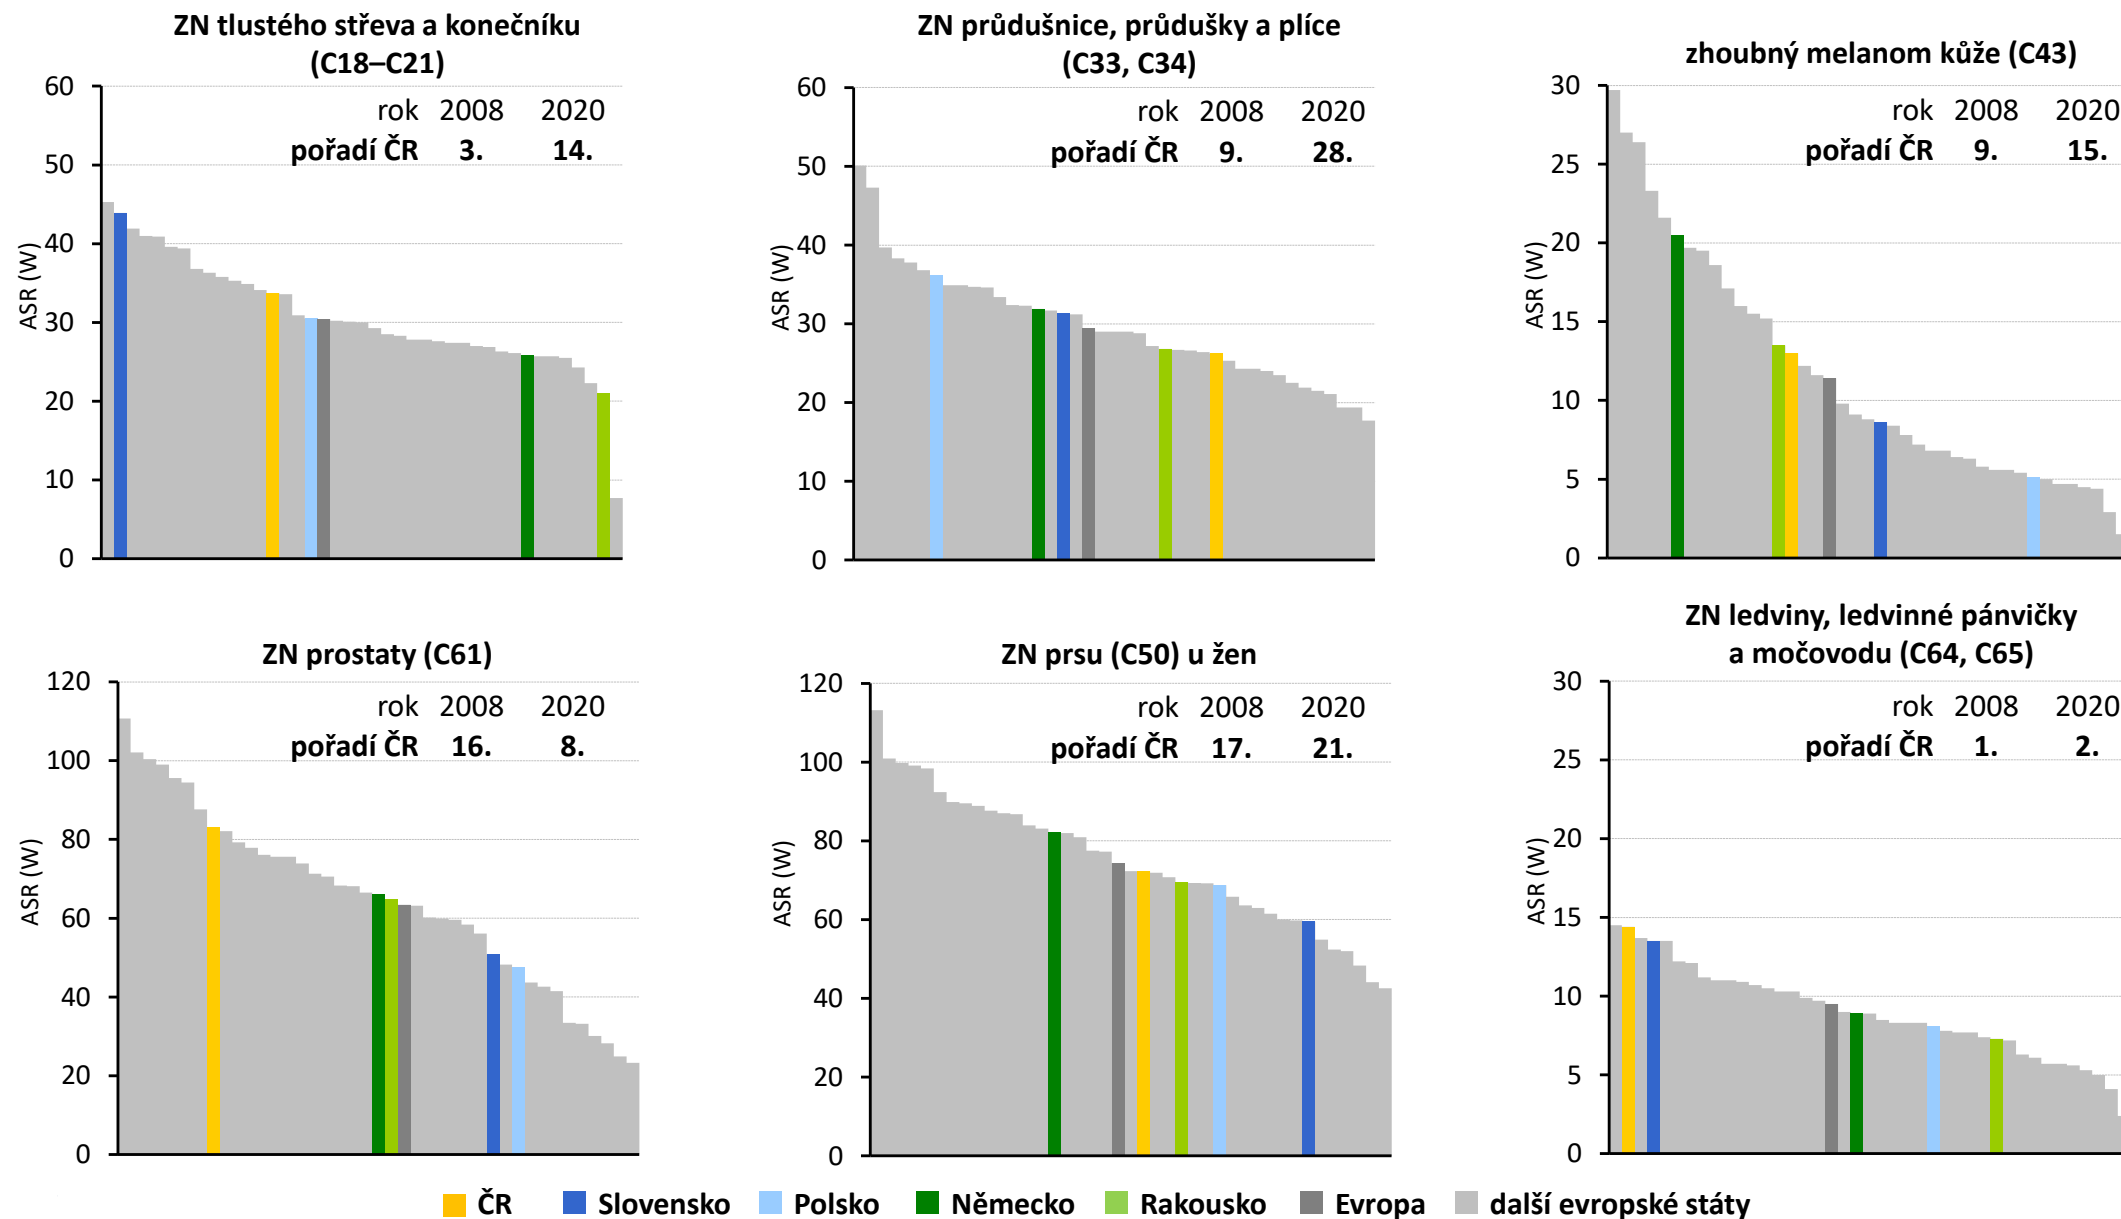 ZN tlustého střeva a konečníku
(C18–C21)
rok 2008 2020
pořadí ČR 3. 14.
ASR (W)
60
50
40
30
20
10
0
ZN průdušnice, průdušky a plíce
(C33, C34)
rok 2008 2020
pořadí ČR 9. 28.
ASR (W)
60
50
40
30
20
10
0
zhoubný melanom kůže (C43)
rok 2008 2020
pořadí ČR 9. 15.
ASR (W)
30
25
20
15
10
5
0
ZN prostaty (C61)
rok 2008 2020
pořadí ČR 16. 8.
ASR (W)
120
100
80
60
40
20
0
ZN prsu (C50) u žen
rok 2008 2020
pořadí ČR 17. 21.
ASR (W)
120
100
80
60
40
20
0
ZN ledviny, ledvinné pánvičky
a močovodu (C64, C65)
rok 2008 2020
pořadí ČR 1. 2.
ASR (W)
30
25
20
15
10
5
0
ČR Slovensko Polsko Německo Rakousko Evropa další evropské státy